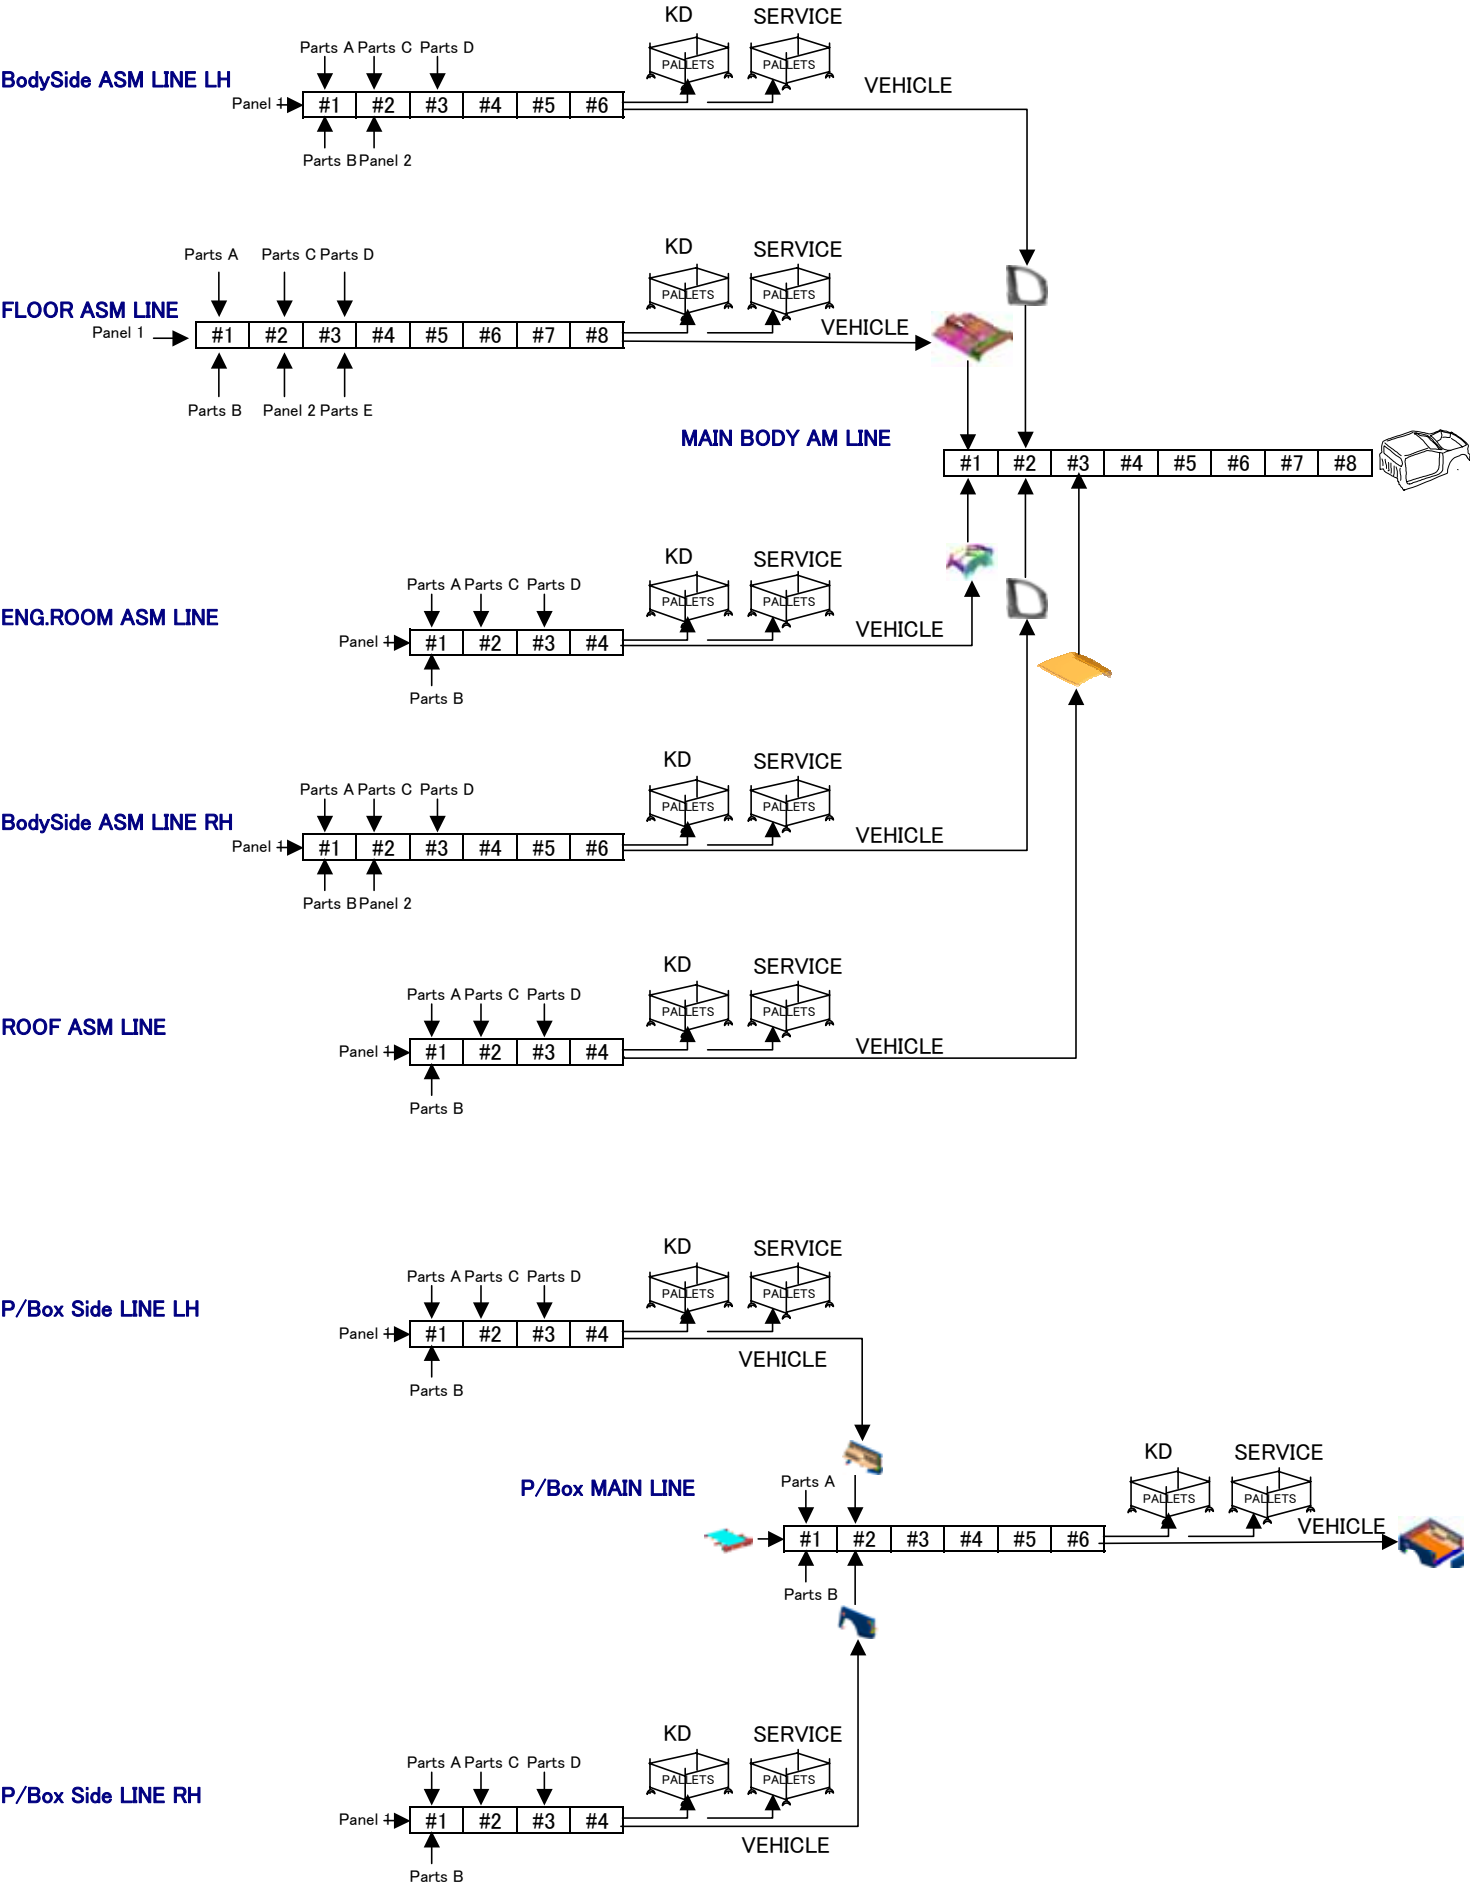 KD SERVICE
Parts A Parts C Parts D
PALLETS PALLETS
BodySide ASM LINE LH
VEHICLE
Panel 1 #1 #2 #3 #4 #5 #6
Parts B Panel 2
KD SERVICE
Parts A Parts C Parts D
PALLETS PALLETS
FLOOR ASM LINE
VEHICLE
Panel 1 #1 #2 #3 #4 #5 #6 #7 #8
Parts B Panel 2 Parts E
MAIN BODY AM LINE
#1 #2 #3 #4 #5 #6 #7 #8
KD SERVICE
Parts A Parts C Parts D
PALLETS PALLETS
ENG.ROOM ASM LINE
VEHICLE
Panel 1 #1 #2 #3 #4
Parts B
KD SERVICE
Parts A Parts C Parts D
PALLETS PALLETS
BodySide ASM LINE RH
VEHICLE
Panel 1 #1 #2 #3 #4 #5 #6
Parts B Panel 2
KD SERVICE
Parts A Parts C Parts D
PALLETS PALLETS
ROOF ASM LINE
VEHICLE
Panel 1 #1 #2 #3 #4
Parts B
KD SERVICE
Parts A Parts C Parts D
PALLETS PALLETS
P/Box Side LINE LH
Panel 1 #1 #2 #3 #4
VEHICLE
Parts B
KD SERVICE
Parts A
P/Box MAIN LINE
PALLETS PALLETS
VEHICLE
#1 #2 #3 #4 #5 #6
Parts B
KD SERVICE
Parts A Parts C Parts D
PALLETS PALLETS
P/Box Side LINE RH
Panel 1 #1 #2 #3 #4
VEHICLE
Parts B